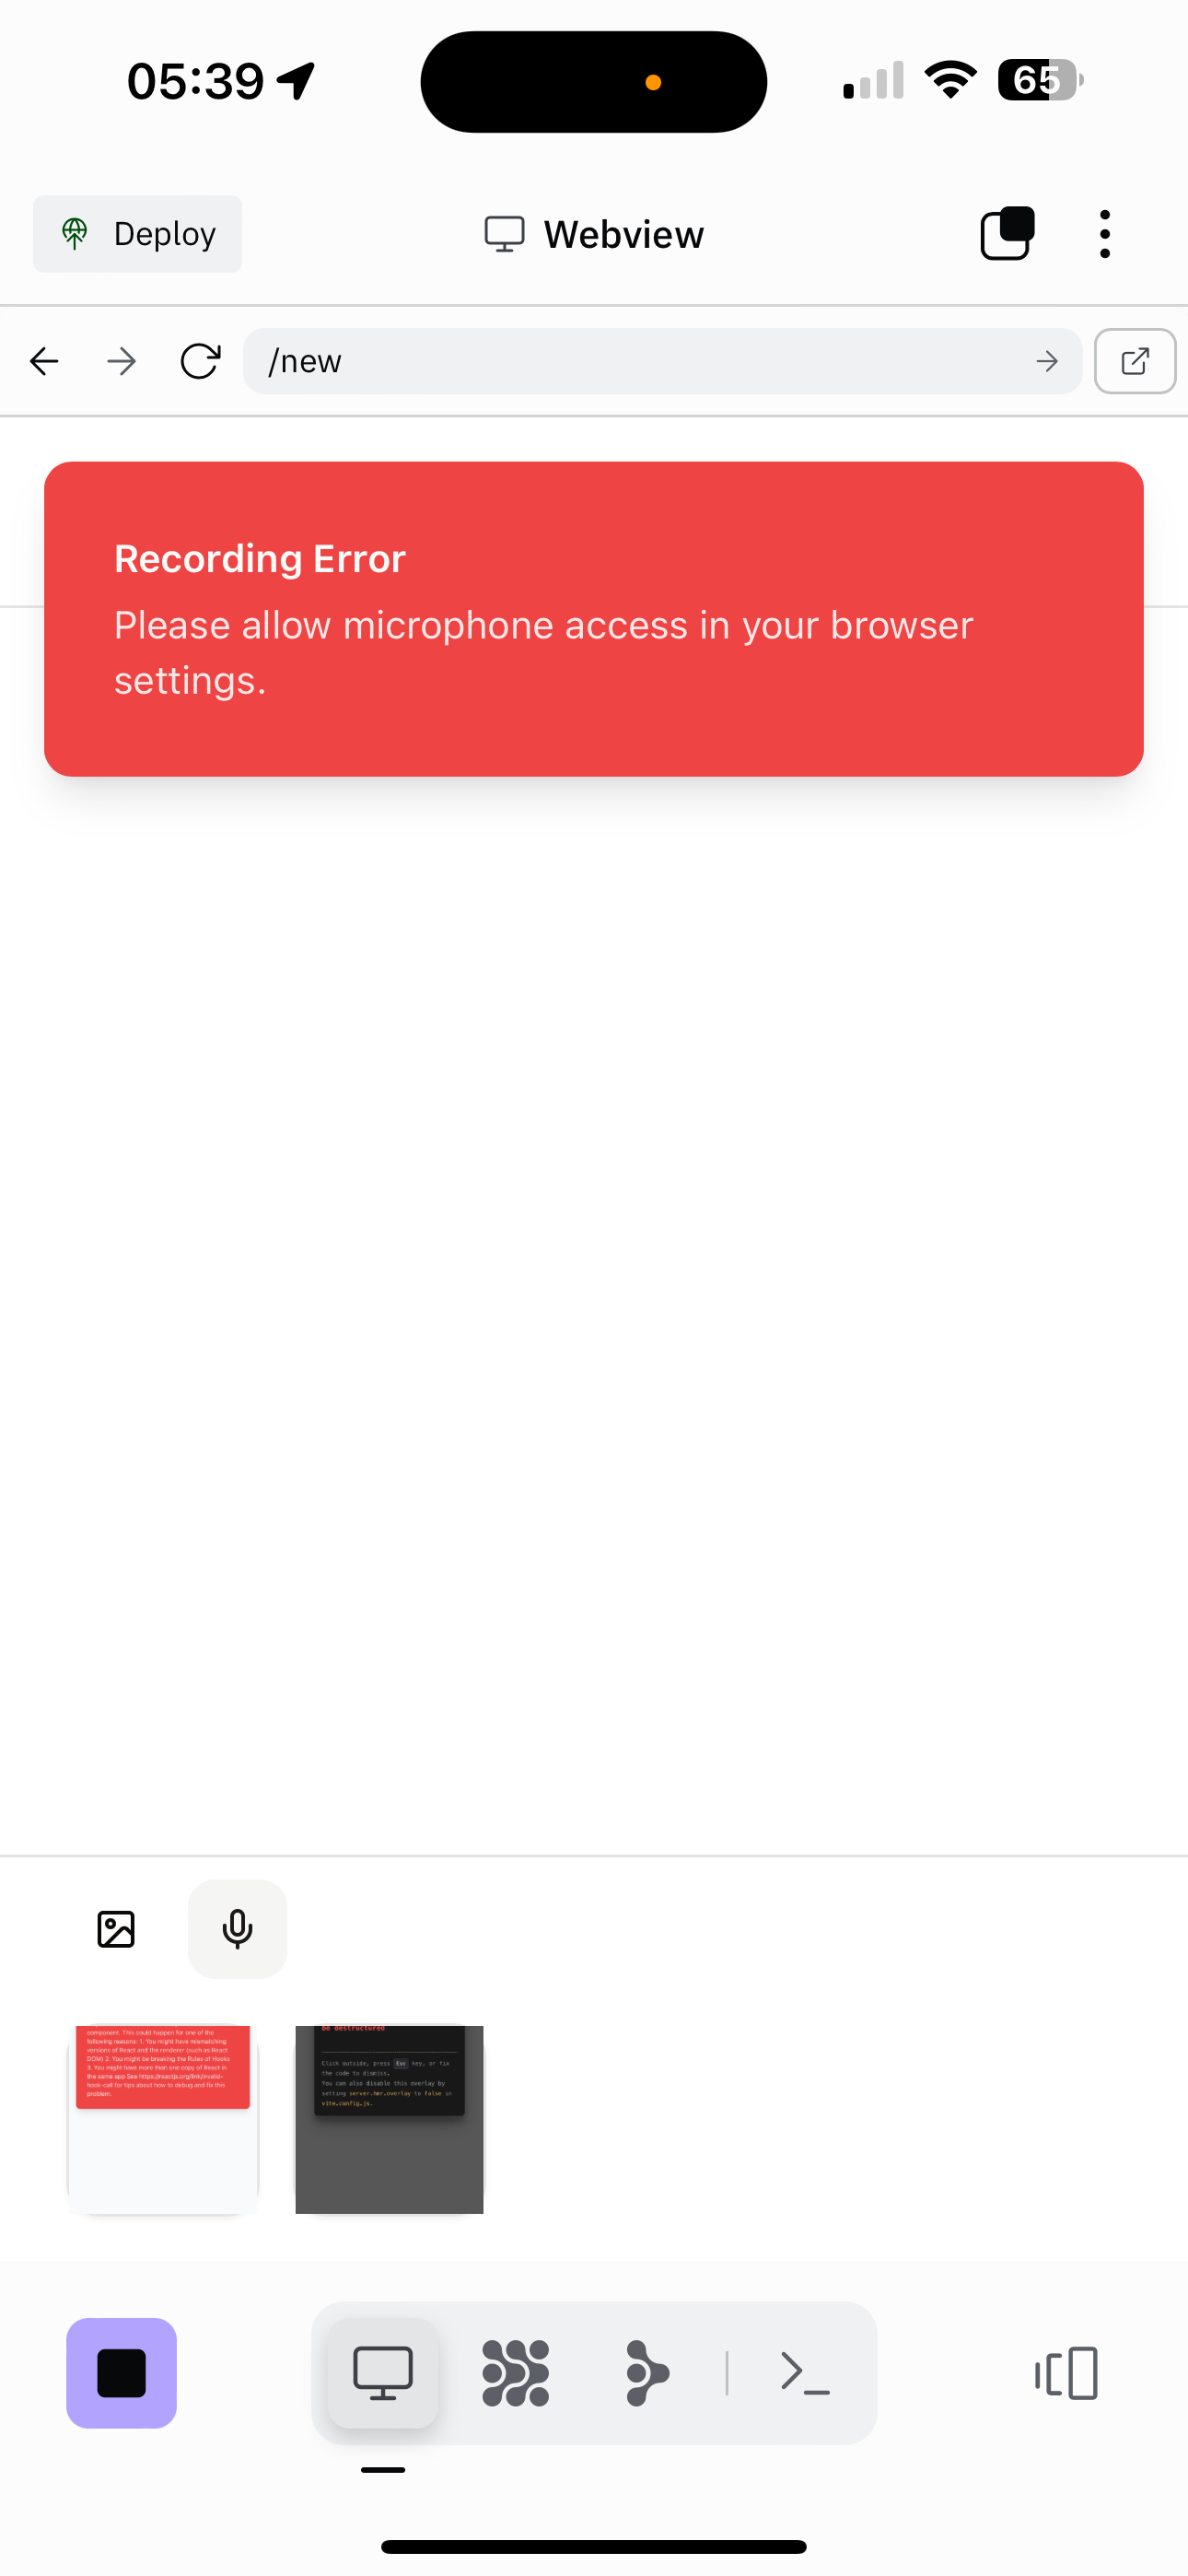 05:39
65
Deploy
Webview
/new
Recording Error
Please allow microphone access in your browser
settings.
component. This could happen for one of the
following reasons: 1. You might have mismatching
versions of React and the renderer (such as React
DOM) 2. You might be breaking the Rules of Hooks
3. You might have more than one copy of React in
the same app See https://reactjs.org/link/invalid-
hook-call for tips about how to debug and fix this
problem.
be destructured
Click outside, press Esc key, or fix
the code to dismiss.
You can also disable this overlay by
setting server.hmr.overlay to false in
vite.config.js.